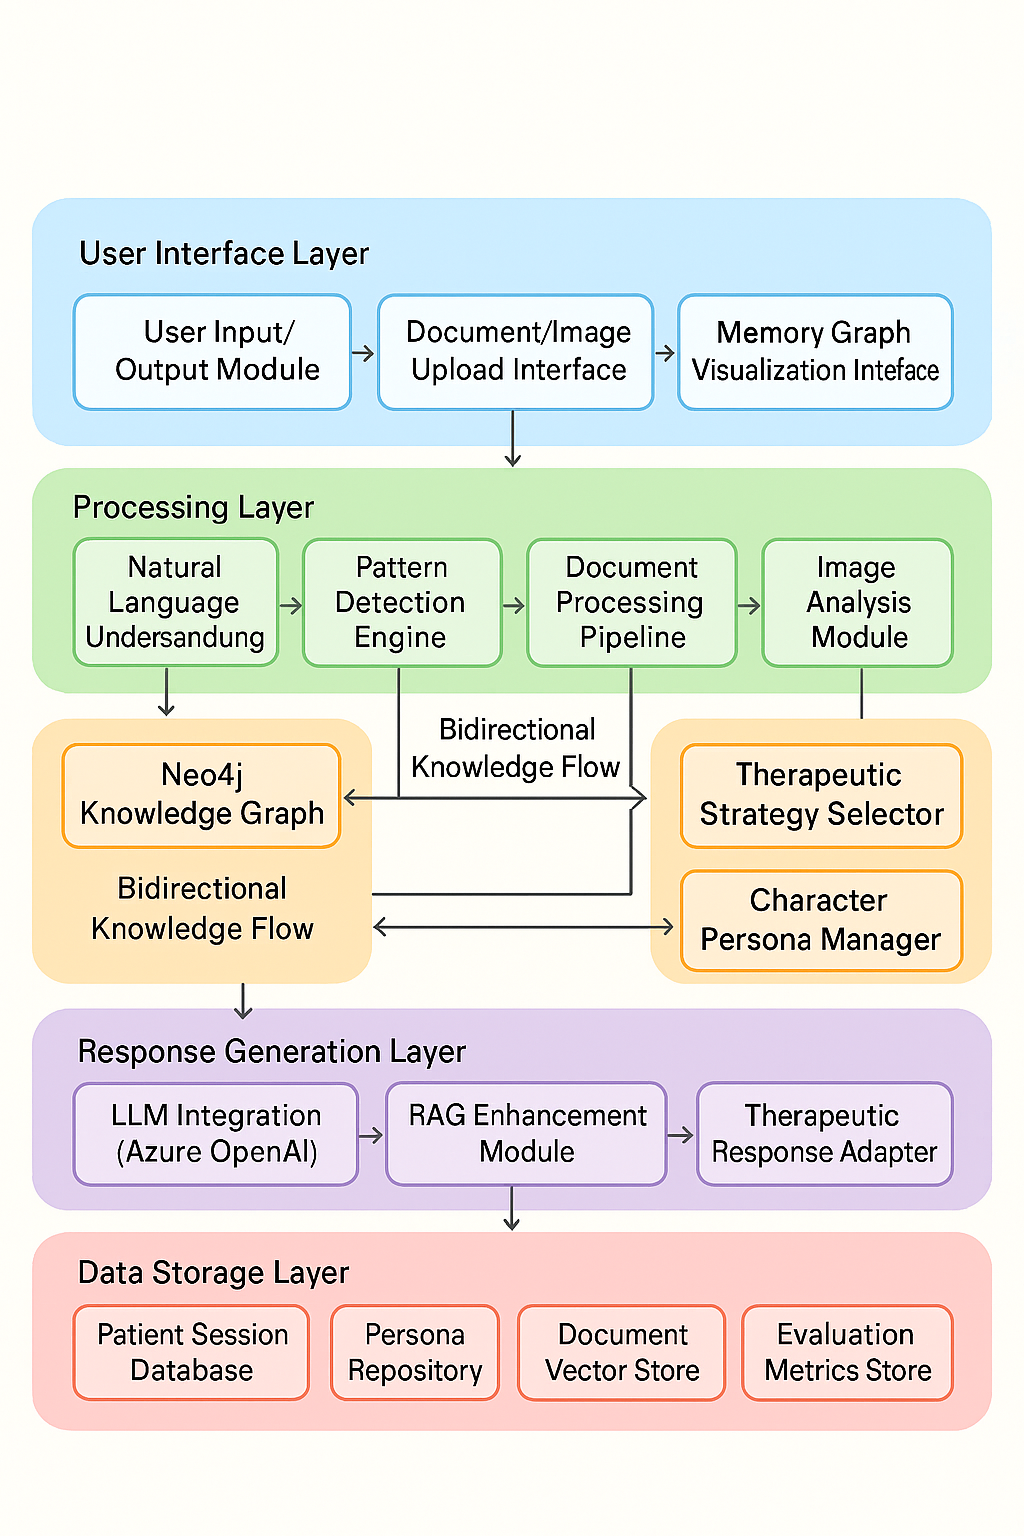 User Interface Layer
User Input/
Output Module
Document/Image
Upload Interface
Memory Graph
Visualization Inteface
Processing Layer
Natural
Language
Undersandung
Pattern
Detection
Engine
Document
Processing
Pipeline
Image
Analysis
Module
Bidirectional
Knowledge Flow
Neo4j
Knowledge Graph
Therapeutic
Strategy Selector
Bidirectional
Knowledge Flow
Character
Persona Manager
Response Generation Layer
LLM Integration
(Azure OpenAI)
RAG Enhancement
Module
Therapeutic
Response Adapter
Data Storage Layer
Patient Session
Database
Persona
Repository
Document
Vector Store
Evaluation
Metrics Store